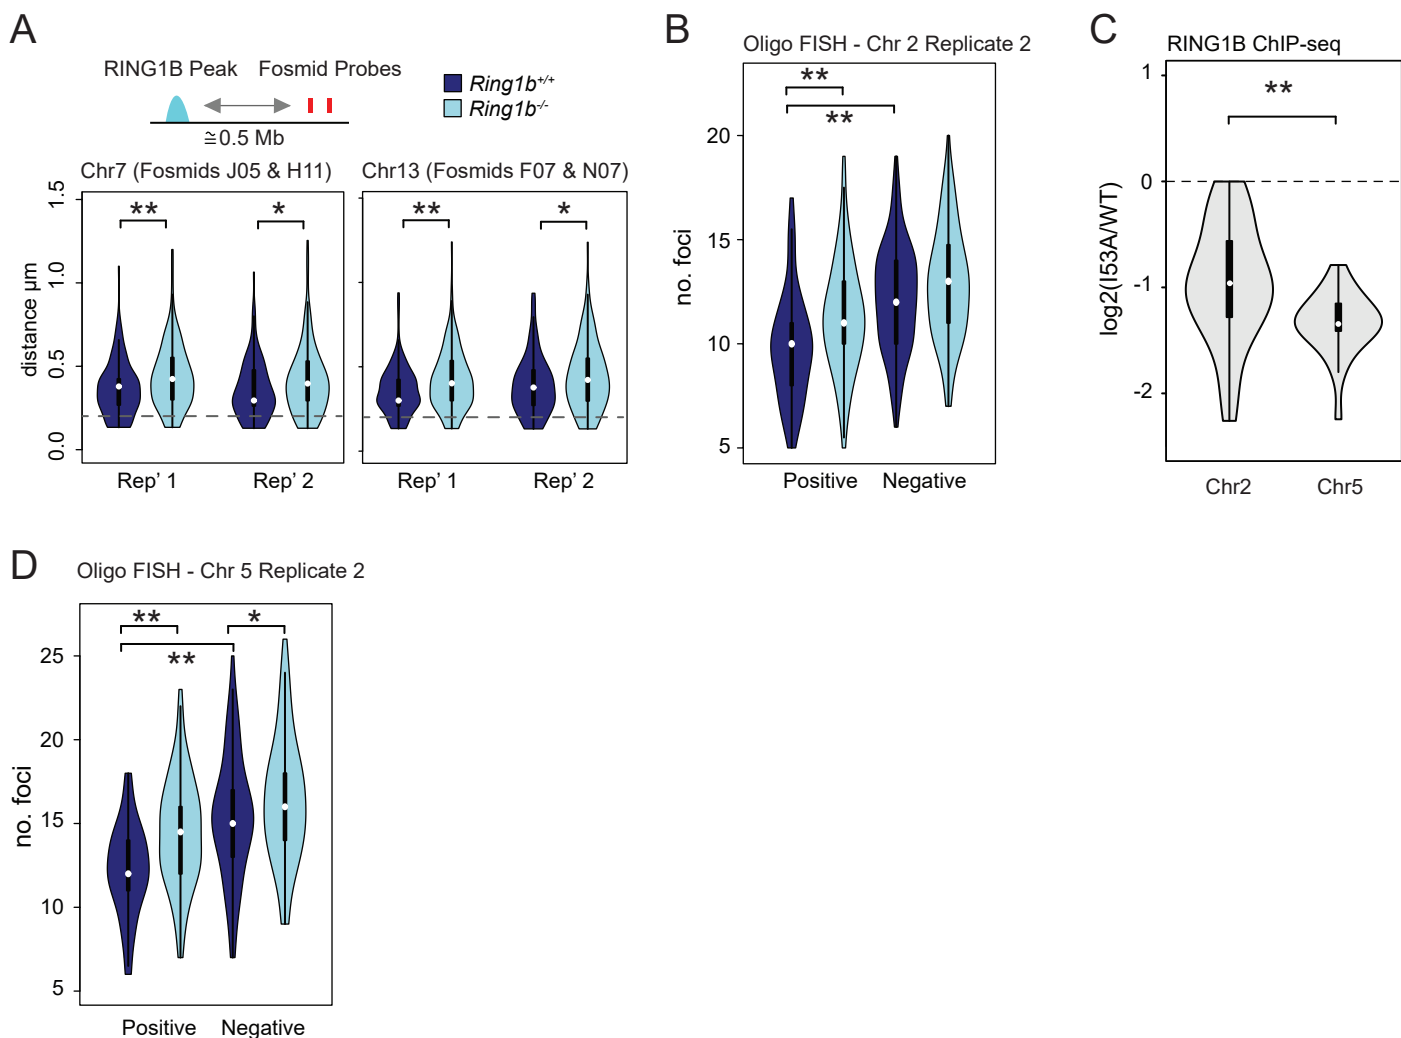 A
RING1B Peak
Fosmid Probes
≅0.5 Mb
Ring1b+/+
Ring1b-/-
Chr7 (Fosmids J05 & H11)
Chr13 (Fosmids F07 & N07)
distance µm
1.5
1.0
0.5
0.0
** * ** *
Rep’ 1
Rep’ 2
Rep’ 1
Rep’ 2
B
Oligo FISH - Chr 2 Replicate 2
no. foci
20
15
10
5
**
**
Positive
Negative
C
RING1B ChIP-seq
log2(I53A/WT)
1
0
-1
-2
**
Chr2
Chr5
D
Oligo FISH - Chr 5 Replicate 2
no. foci
25
20
15
10
5
** *
**
Positive
Negative